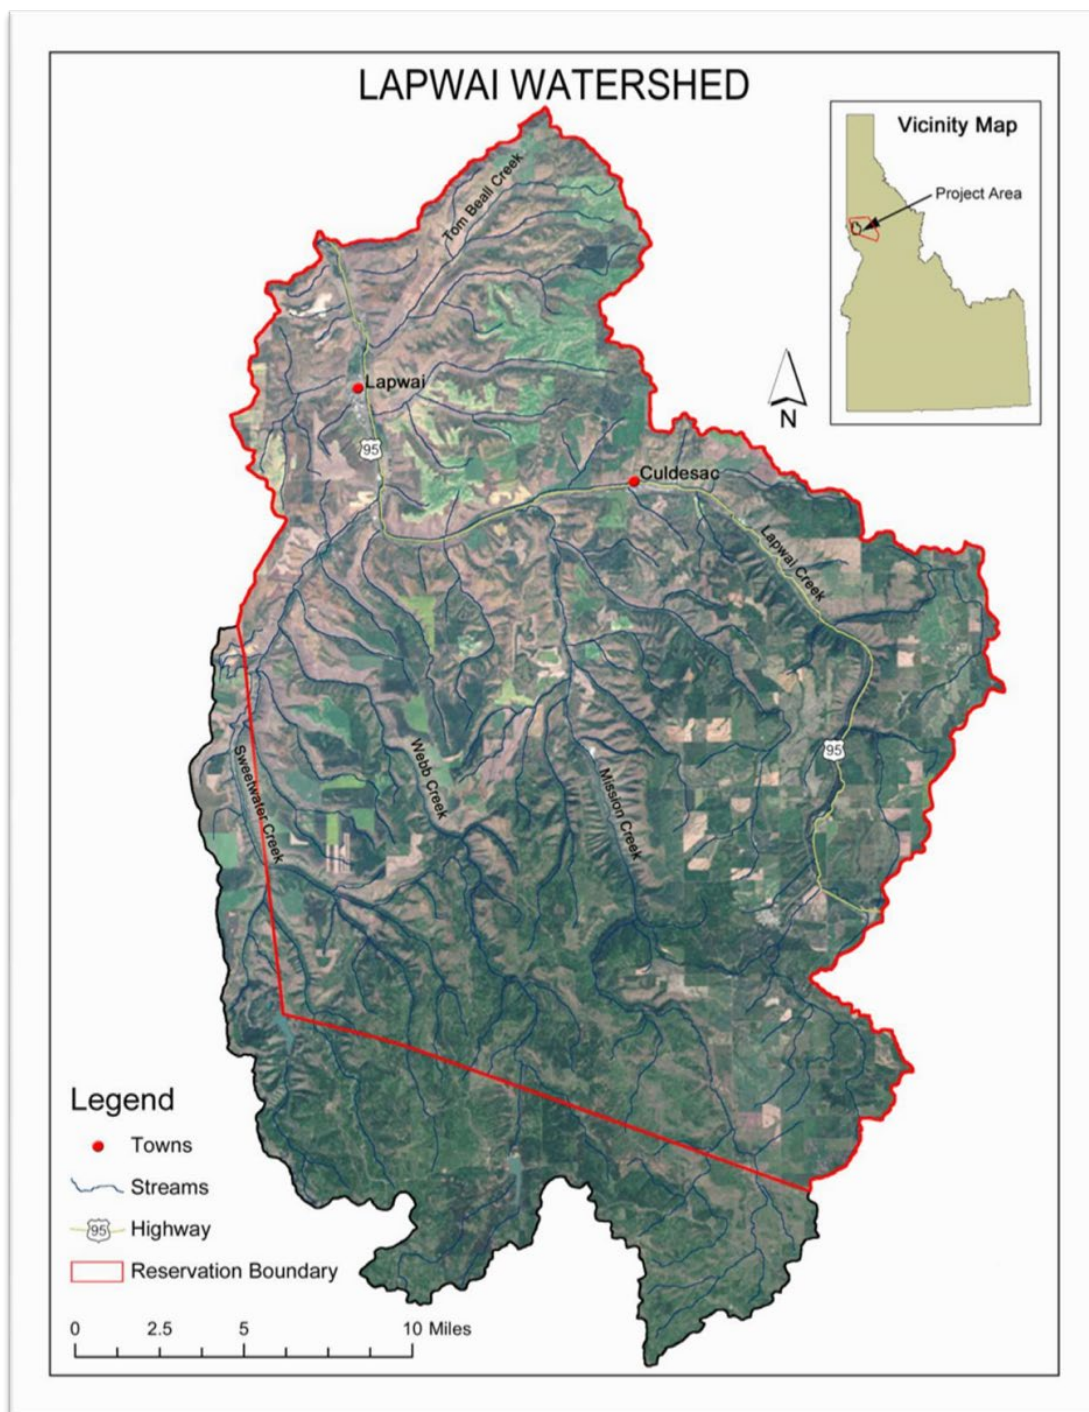 LAPWAI WATERSHED
Vicinity Map
Project Area
Tom Beall Creek
Lapwai
95
N
Culdesac
Lapwai Creek
95
Webb Creek
Sweetwater Creek
Mission Creek
Legend
Towns
Streams
95 Highway
Reservation Boundary
0 2.5 5 10 Miles